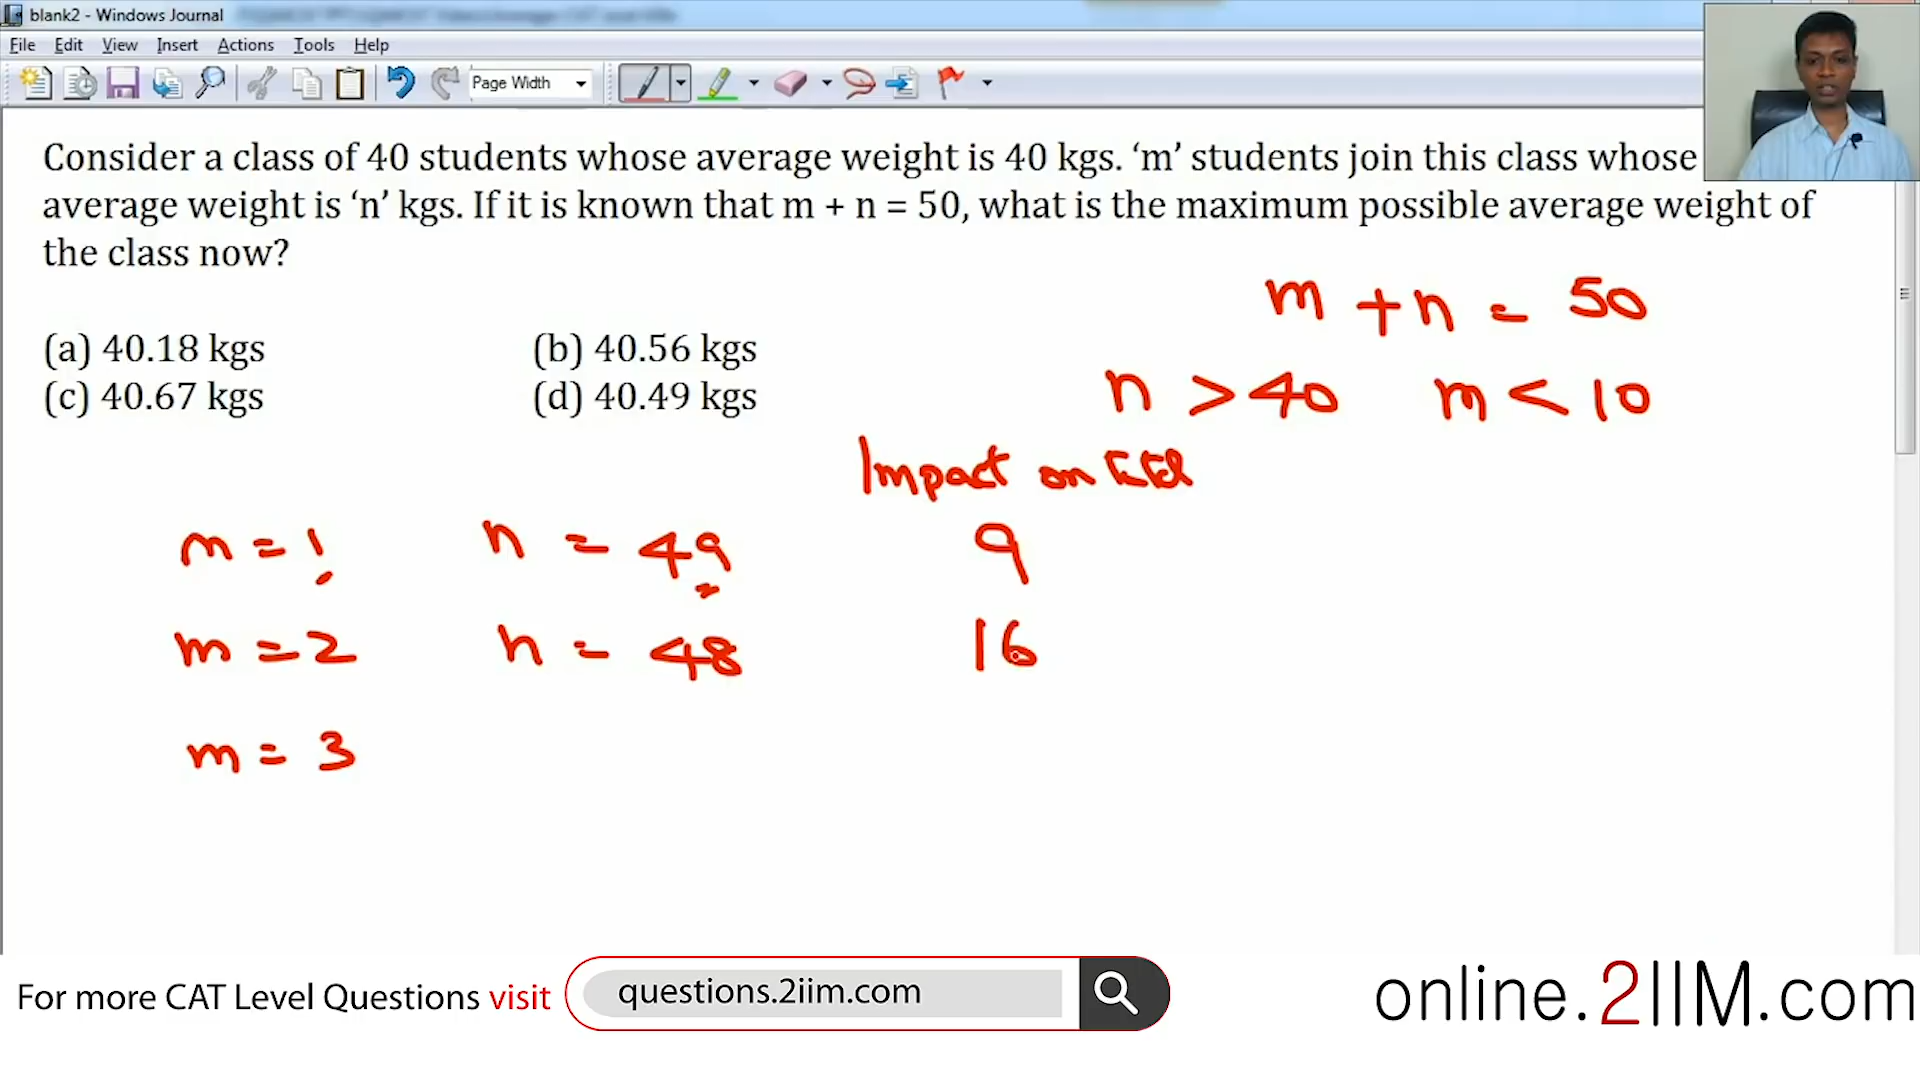 blank2 - Windows Journal
File Edit View Insert Actions Tools Help
Page Width
Consider a class of 40 students whose average weight is 40 kgs. ‘m’ students join this class whose
average weight is ‘n’ kgs. If it is known that m + n = 50, what is the maximum possible average weight of
the class now?
m + n = 50
(a) 40.18 kgs (b) 40.56 kgs
(c) 40.67 kgs (d) 40.49 kgs
n > 40 m < 10
Impact on total
m = 1 n = 49 9
m = 2 n = 48 16
m = 3
For more CAT Level Questions visit questions.2iim.com
online.2IIM.com